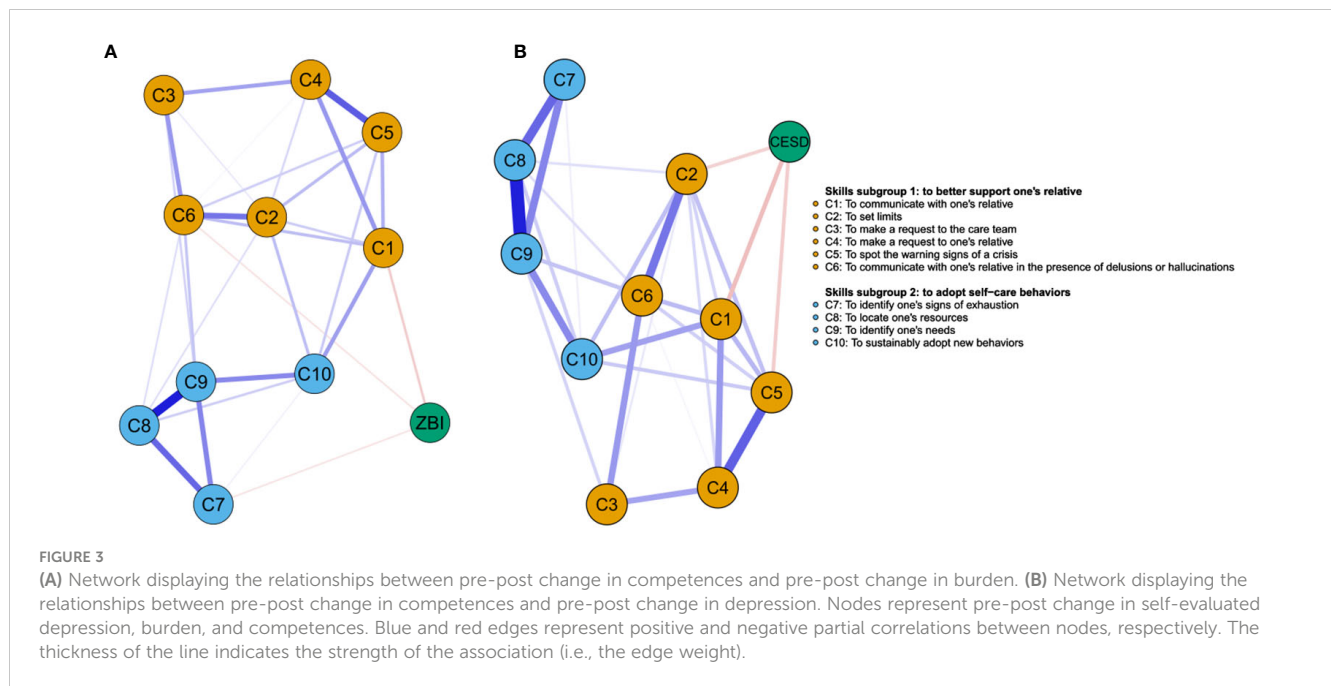 A
B
C3
C4
C5
C6
C2
C1
C9
C10
C8
C7
ZBI
C7
C8
C2
CESD
C9
C6
C1
C10
C5
C3
C4
Skills subgroup 1: to better support one's relative
C1: To communicate with one's relative
C2: To set limits
C3: To make a request to the care team
C4: To make a request to one's relative
C5: To spot the warning signs of a crisis
C6: To communicate with one's relative in the presence of delusions or hallucinations
Skills subgroup 2: to adopt self−care behaviors
C7: To identify one's signs of exhaustion
C8: To locate one's resources
C9: To identify one's needs
C10: To sustainably adopt new behaviors
FIGURE 3
(A) Network displaying the relationships between pre-post change in competences and pre-post change in burden. (B) Network displaying the
relationships between pre-post change in competences and pre-post change in depression. Nodes represent pre-post change in self-evaluated
depression, burden, and competences. Blue and red edges represent positive and negative partial correlations between nodes, respectively. The
thickness of the line indicates the strength of the association (i.e., the edge weight).